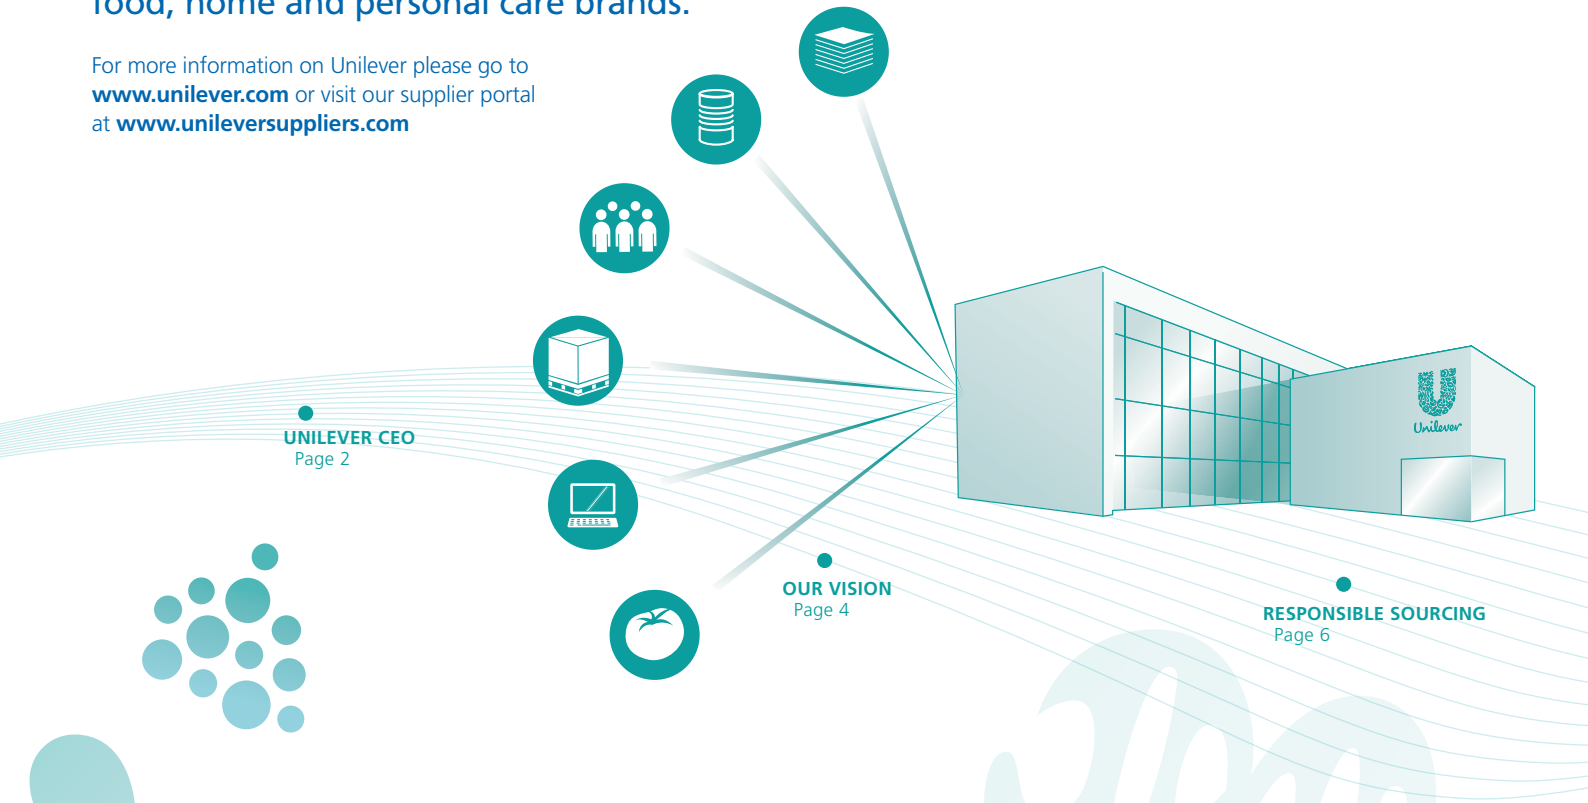 food, home and personal care brands.
For more information on Unilever please go to
www.unilever.com or visit our supplier portal
at www.unileversuppliers.com
UNILEVER CEO
Page 2
OUR VISION
Page 4
Unilever
RESPONSIBLE SOURCING
Page 6